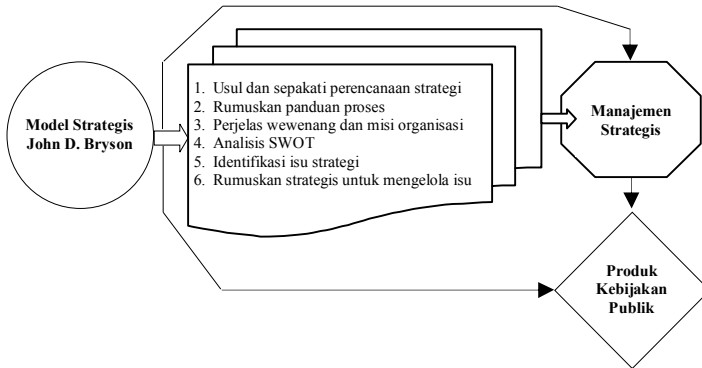 Model Strategis
John D. Bryson
1. Usul dan sepakati perencanaan strategi
2. Rumuskan panduan proses
3. Perjelas wewenang dan misi organisasi
4. Analisis SWOT
5. Identifikasi isu strategi
6. Rumuskan strategis untuk mengelola isu
Manajemen
Strategis
Produk
Kebijakan
Publik